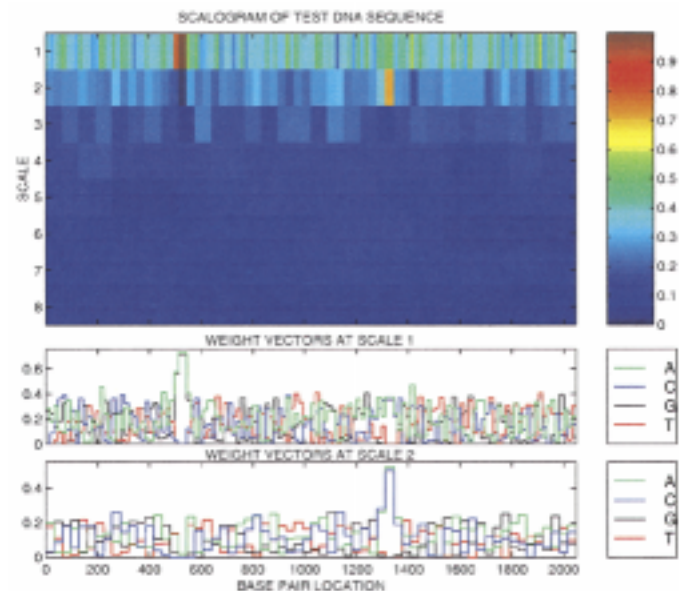 SCALOGRAM OF TEST DNA SEQUENCE
SCALE
1
2
3
4
5
6
7
8
0.9
0.8
0.7
0.6
0.5
0.4
0.3
0.2
0.1
0
WEIGHT VECTORS AT SCALE 1
0.6
0.4
0.2
0
A
C
G
T
WEIGHT VECTORS AT SCALE 2
0.4
0.2
0
A
C
G
T
0 200 400 600 800 1000 1200 1400 1600 1800 2000
BASE PAIR LOCATION